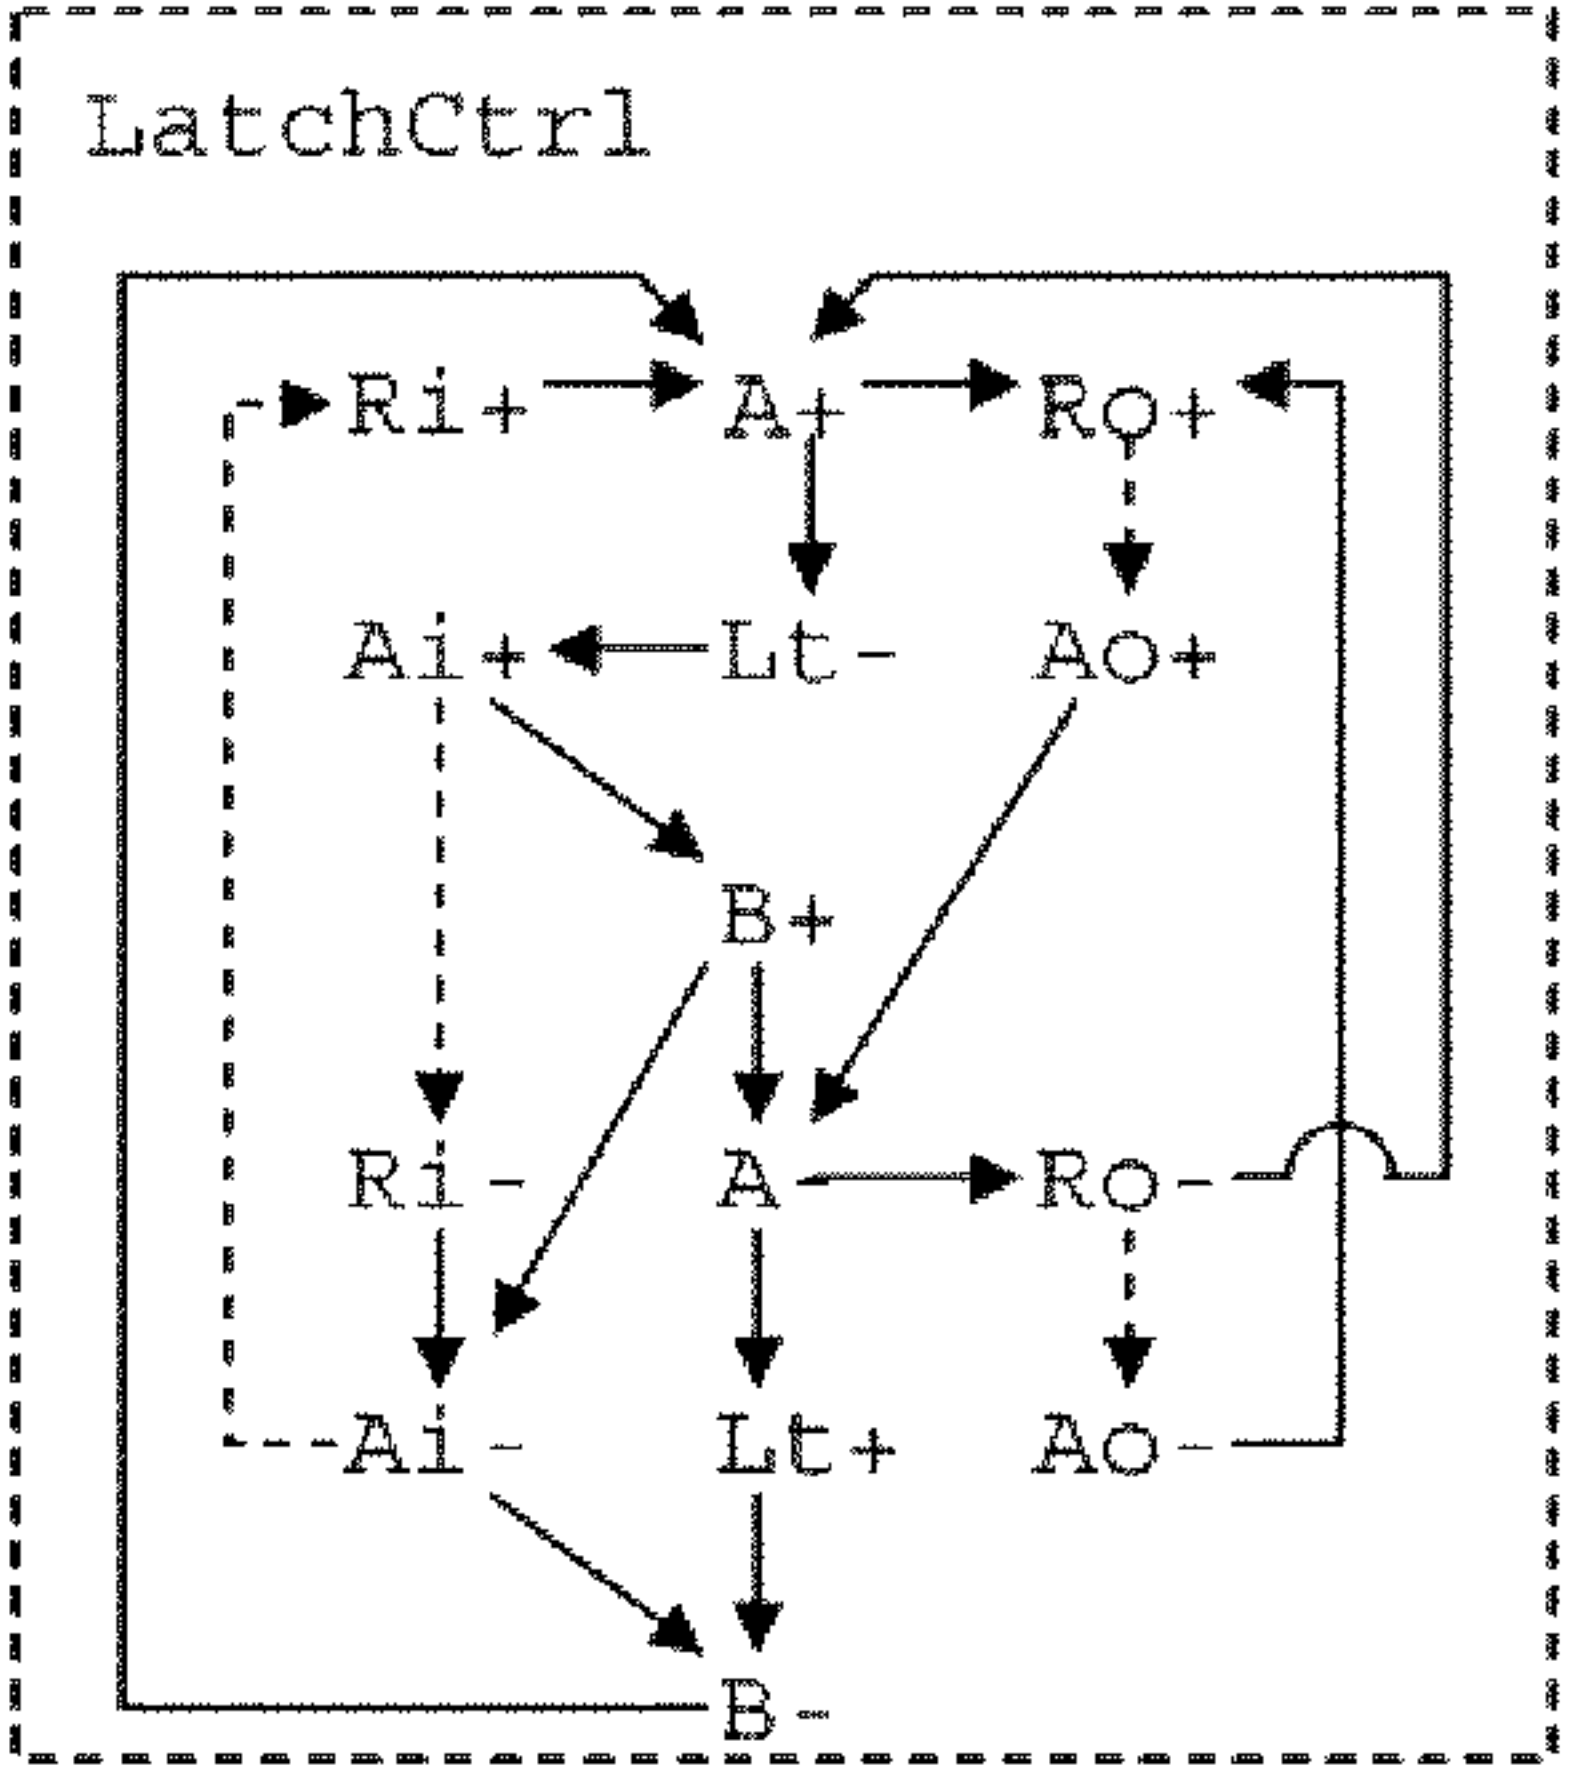 LatchCtrl
Ri+ A+ Ro+
Ai+ Lt- Ao+
B+
Ri- A- Ro-
Ai- Lt+ Ao-
B-